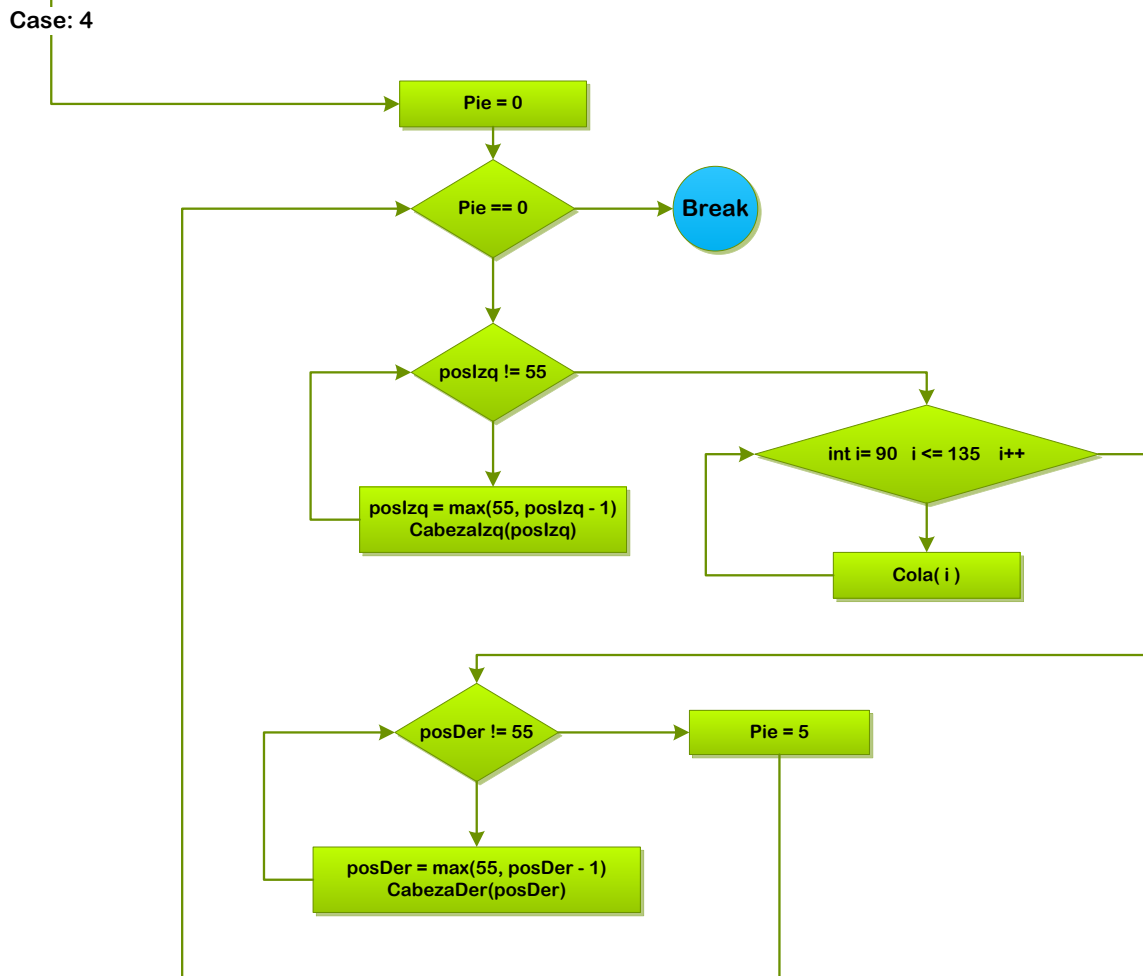 Case: 4
Pie = 0
Pie == 0
Break
posIzq != 55
int i= 90 i <= 135 i++
posIzq = max(55, posIzq - 1)
CabezaIzq(posIzq)
Cola( i )
posDer != 55
Pie = 5
posDer = max(55, posDer - 1)
CabezaDer(posDer)